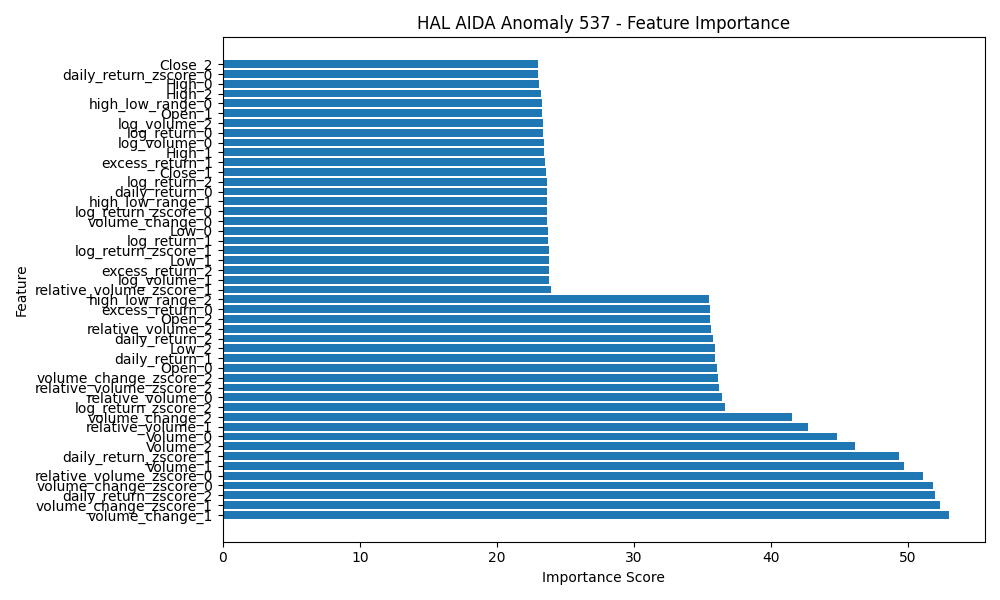 HAL AIDA Anomaly 537 - Feature Importance
Close_2
daily_return_zscore_0
High_0
High_2
high_low_range_0
Open_1
log_volume_2
log_return_0
log_volume_0
High_1
excess_return_1
Close_1
log_return_2
daily_return_0
high_low_range_1
log_return_zscore_0
volume_change_0
Low_0
log_return_1
log_return_zscore_1
Low_1
excess_return_2
log_volume_1
relative_volume_zscore_1
high_low_range_2
excess_return_0
Open_2
relative_volume_2
daily_return_2
Low_2
daily_return_1
Open_0
volume_change_zscore_2
relative_volume_zscore_2
relative_volume_0
log_return_zscore_2
volume_change_2
relative_volume_1
Volume_0
Volume_2
daily_return_zscore_1
Volume_1
relative_volume_zscore_0
volume_change_zscore_0
daily_return_zscore_2
volume_change_zscore_1
volume_change_1
Feature
0 10 20 30 40 50
Importance Score